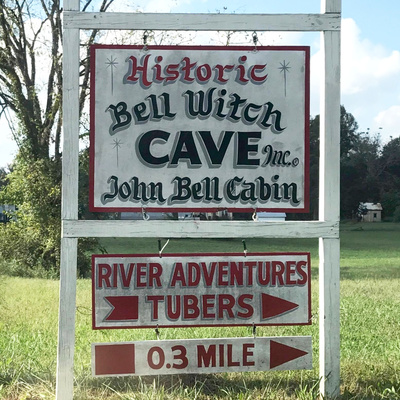 Historic
Bell Witch
CAVE Inc.
John Bell Cabin
RIVER ADVENTURES
TUBERS
0.3 MILE